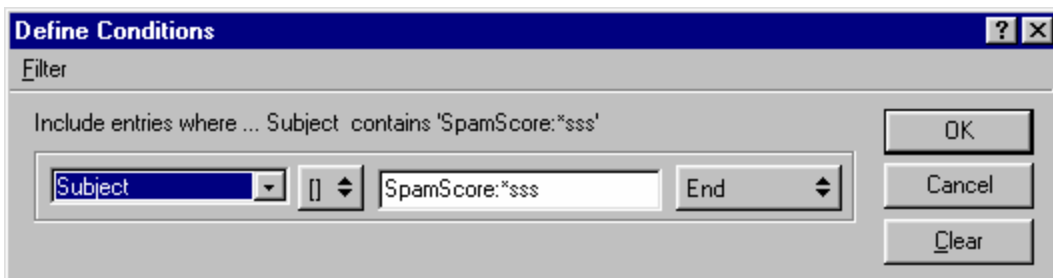 Define Conditions
Filter
Include entries where ... Subject contains 'SpamScore:*sss'
OK
Subject [] SpamScore:*sss End
Cancel
Clear